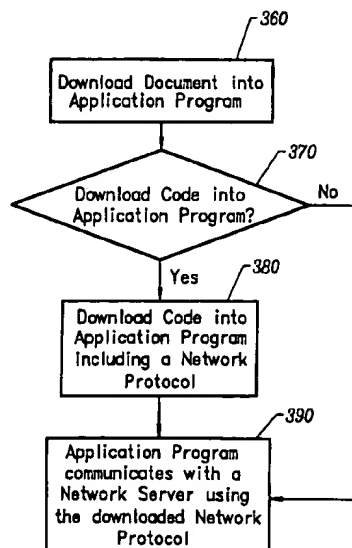 360
Download Document into
Application Program
370
Download Code into
Application Program?
No
Yes
380
Download Code into
Application Program
including a Network
Protocol
390
Application Program
communicates with a
Network Server using
the downloaded Network
Protocol